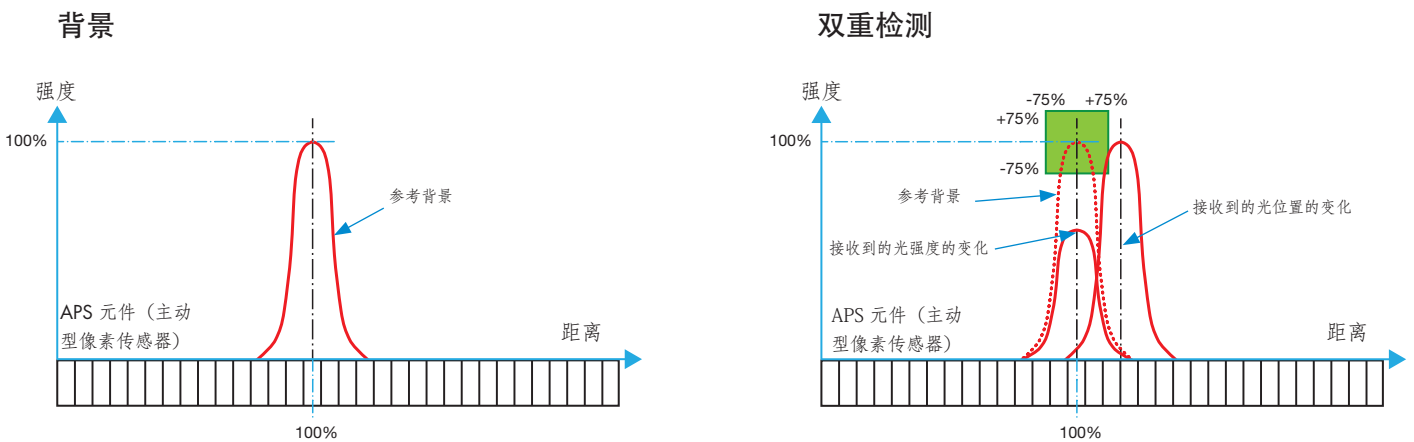 背景
强度
100%
参考背景
APS 元件（主动
型像素传感器）
距离
100%
双重检测
强度
-75% +75%
+75%
100%
-75%
参考背景
接收到的光位置的变化
接收到的光强度的变化
APS 元件（主动
型像素传感器）
距离
100%